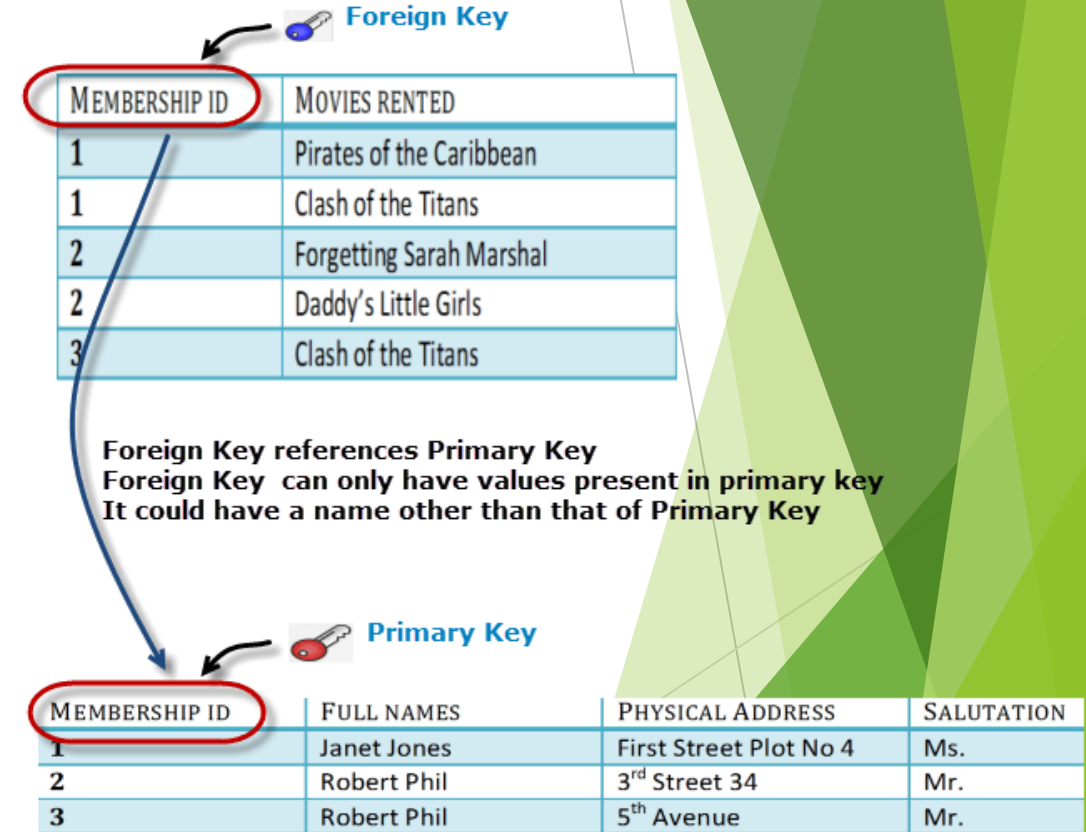 Foreign Key
MEMBERSHIP ID MOVIES RENTED
1 Pirates of the Caribbean
1 Clash of the Titans
2 Forgetting Sarah Marshal
2 Daddy's Little Girls
3 Clash of the Titans
Foreign Key references Primary Key
Foreign Key can only have values present in primary key
It could have a name other than that of Primary Key
Primary Key
MEMBERSHIP ID FULL NAMES PHYSICAL ADDRESS SALUTATION
1 Janet Jones First Street Plot No 4 Ms.
2 Robert Phil 3rd Street 34 Mr.
3 Robert Phil 5th Avenue Mr.